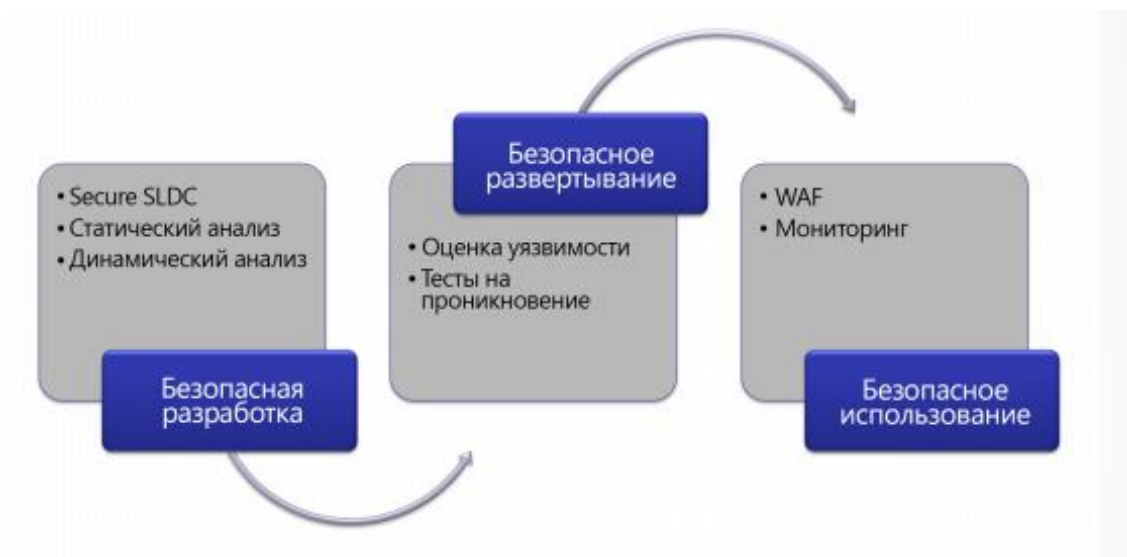 • Secure SLDC
• Статический анализ
• Динамический анализ
Безопасная
разработка
Безопасное
развертывание
• Оценка уязвимости
• Тесты на
проникновение
• WAF
• Мониторинг
Безопасное
использование